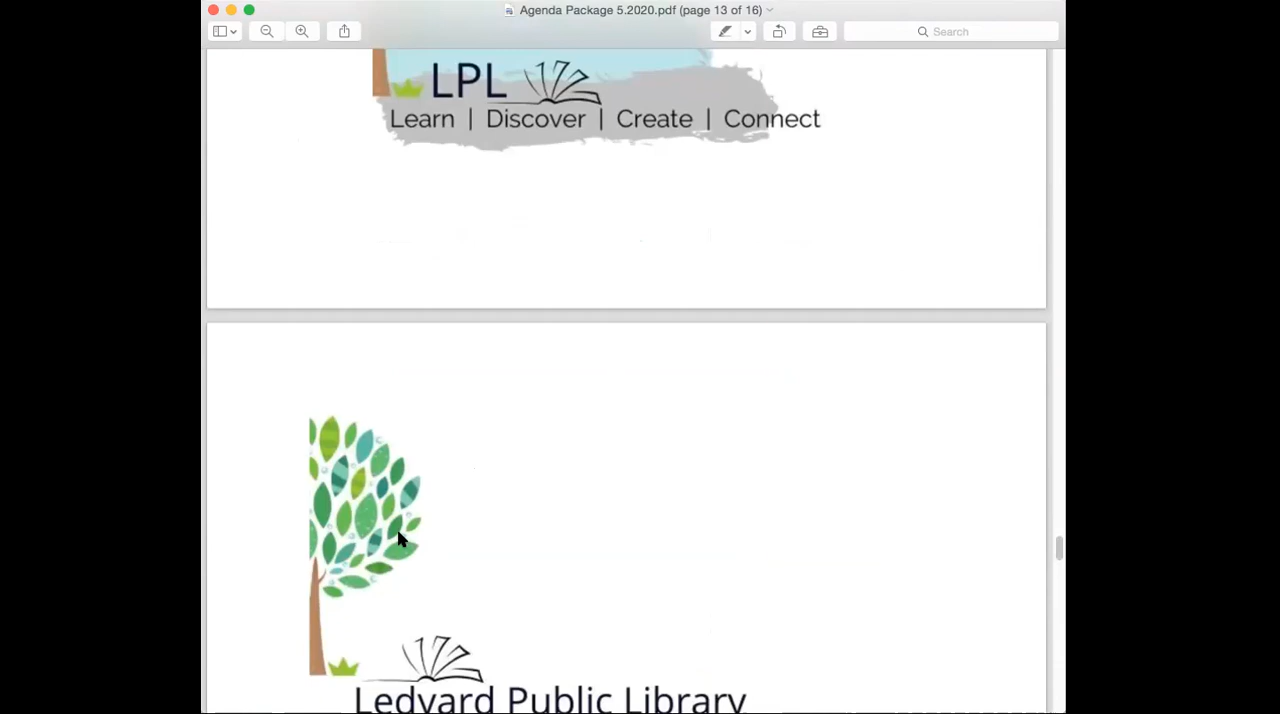 Agenda Package 5.2020.pdf (page 13 of 16)
Search
LPL
Learn | Discover | Create | Connect
Ledyard Public Library